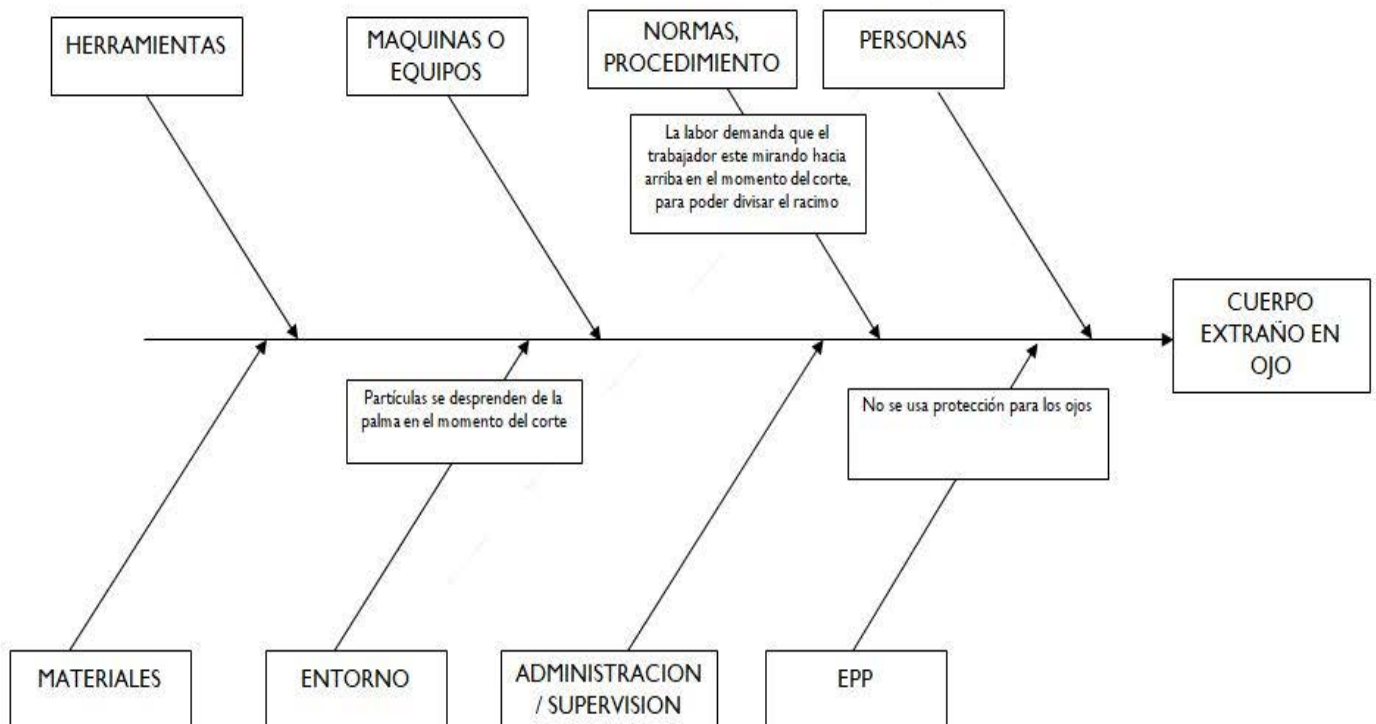 HERRAMIENTAS
MAQUINAS O
EQUIPOS
NORMAS,
PROCEDIMIENTO
PERSONAS
La labor demanda que el
trabajador este mirando hacia
arriba en el momento del corte,
para poder divisar el racimo
CUERPO
EXTRAÑO EN
OJO
Partículas se desprenden de la
palma en el momento del corte
No se usa protección para los ojos
MATERIALES
ENTORNO
ADMINISTRACION
/ SUPERVISION
EPP